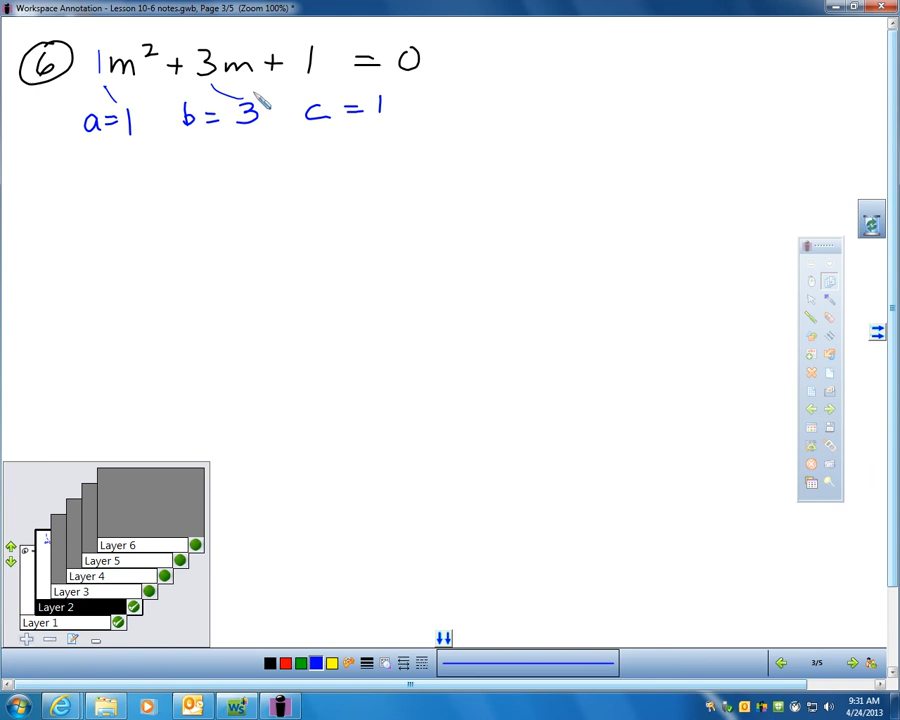 Workspace Annotation - Lesson 10-6 notes.gwb, Page 3/5 (Zoom 100%) *
6 1m² + 3m + 1 = 0
a=1 b = 3 c = 1
Layer 6
Layer 5
Layer 4
Layer 3
Layer 2
Layer 1
3/5
9:31 AM
4/24/2013